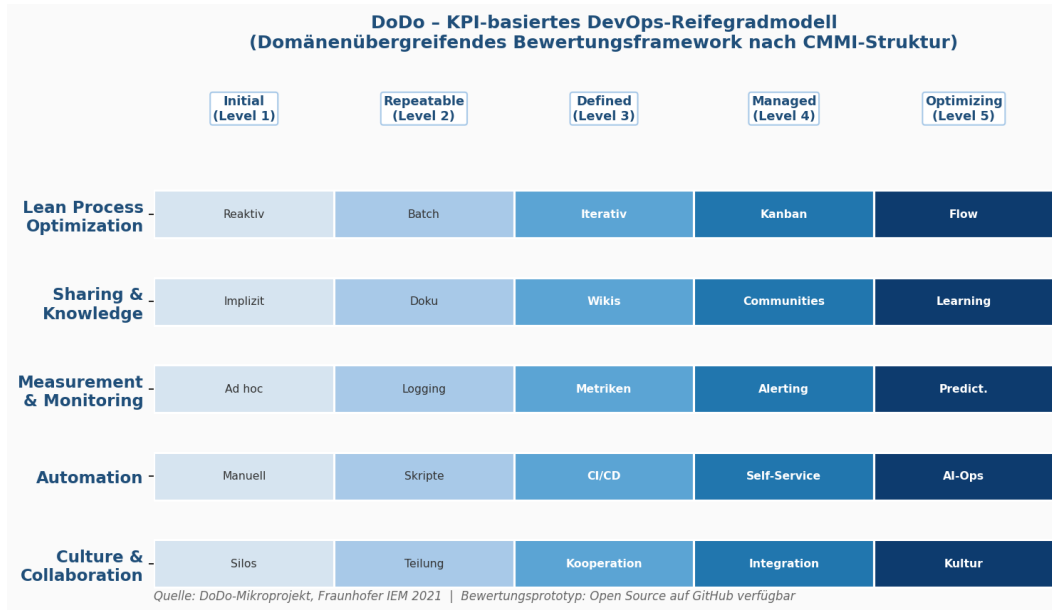 DoDo – KPI-basiertes DevOps-Reifegradmodell
(Domänenübergreifendes Bewertungsframework nach CMMI-Struktur)
Initial
(Level 1)
Repeatable
(Level 2)
Defined
(Level 3)
Managed
(Level 4)
Optimizing
(Level 5)
Lean Process
Optimization
Reaktiv
Batch
Iterativ
Kanban
Flow
Sharing &
Knowledge
Implizit
Doku
Wikis
Communities
Learning
Measurement
& Monitoring
Ad hoc
Logging
Metriken
Alerting
Predict.
Automation
Manuell
Skripte
CI/CD
Self-Service
AI-Ops
Culture &
Collaboration
Silos
Teilung
Kooperation
Integration
Kultur
Quelle: DoDo-Mikroprojekt, Fraunhofer IEM 2021 | Bewertungsprototyp: Open Source auf GitHub verfügbar